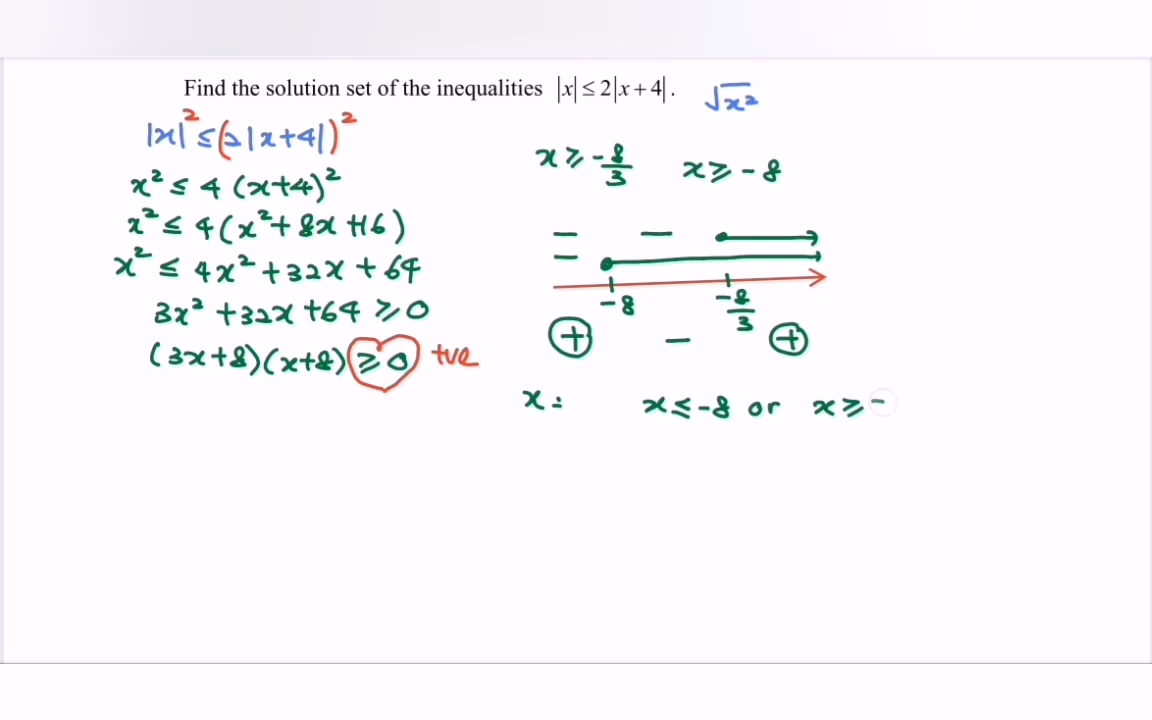 Find the solution set of the inequalities |x| ≤ 2|x + 4|.
√x²
|x|² ≤ (2|x+4|)²
x² ≤ 4(x+4)²
x² ≤ 4(x²+8x+16)
x² ≤ 4x²+32x+64
3x²+32x+64 ≥ 0
(3x+8)(x+8) ≥ 0 +ve
x ≥ -8/3 x ≥ -8
− −
−
-8 -8/3
+ − +
x = x ≤ -8 or x ≥ -